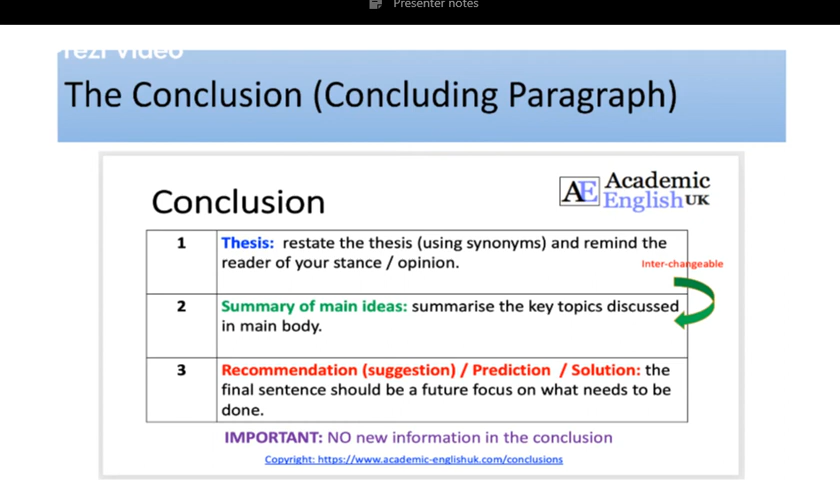 Presenter notes
rezi video
The Conclusion (Concluding Paragraph)
AE Academic
English UK
Conclusion
1 Thesis: restate the thesis (using synonyms) and remind the
reader of your stance / opinion.
Inter-changeable
2 Summary of main ideas: summarise the key topics discussed
in main body.
3 Recommendation (suggestion) / Prediction / Solution: the
final sentence should be a future focus on what needs to be
done.
IMPORTANT: NO new information in the conclusion
Copyright: https://www.academic-englishuk.com/conclusions